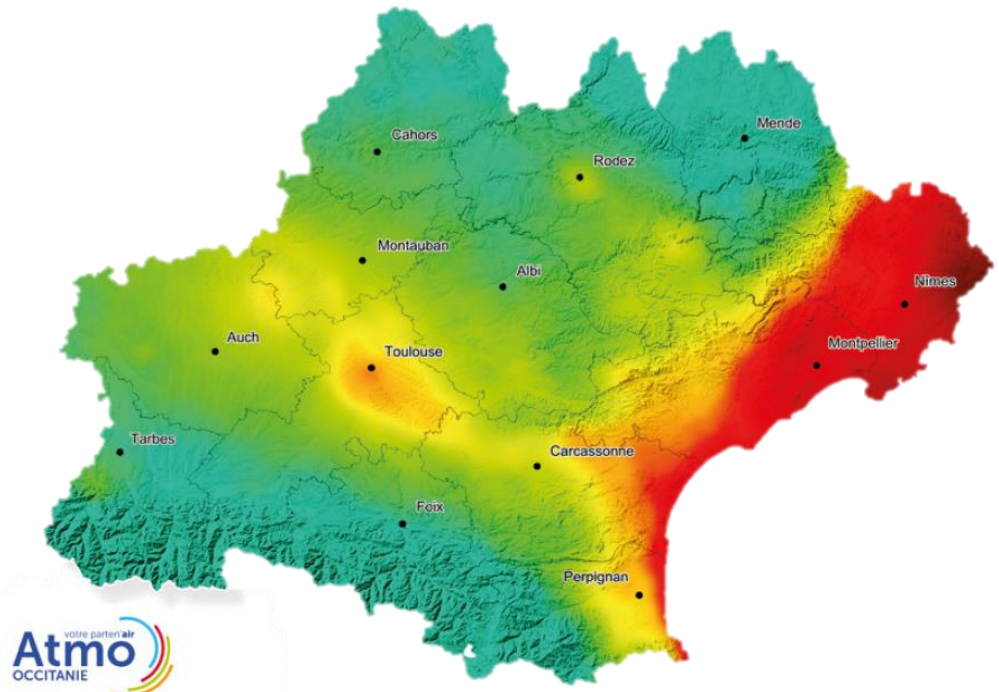 Cahors
Mende
Rodez
Montauban
Albi
Nîmes
Auch
Toulouse
Montpellier
Tarbes
Carcassonne
Foix
Perpignan
votre parten'air
Atmo
OCCITANIE